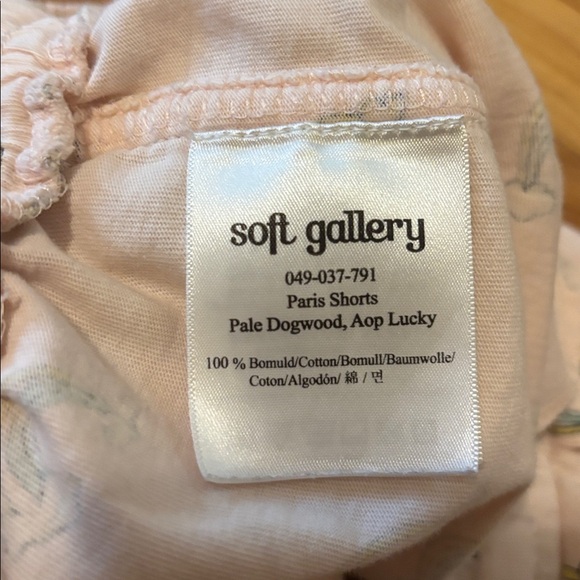 soft gallery
049-037-791
Paris Shorts
Pale Dogwood, Aop Lucky
100 % Bomuld/Cotton/Bomull/Baumwolle/
Coton/Algodón/ 綿 / 면